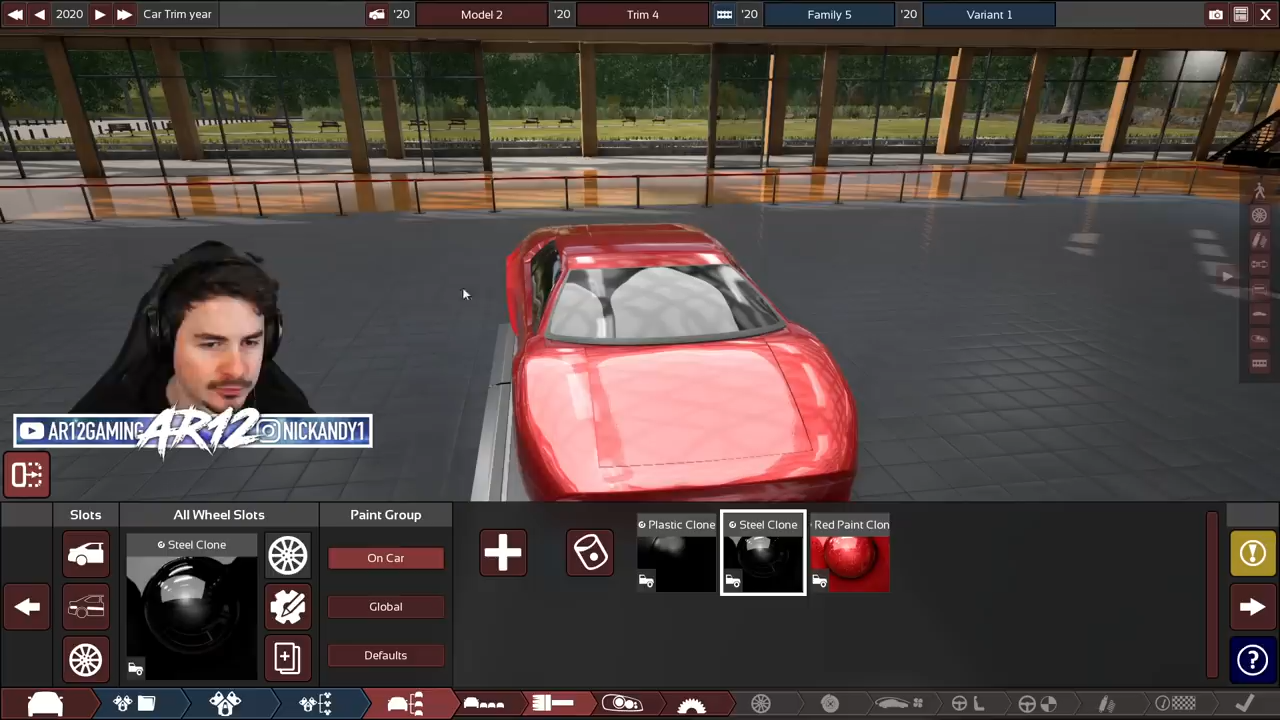 2020 Car Trim year '20 Model 2 '20 Trim 4 '20 Family 5 '20 Variant 1
AR12GAMING AR12 NICKANDY1
Slots All Wheel Slots Paint Group
Plastic Clone Steel Clone Red Paint Clon
Steel Clone
On Car
Global
Defaults